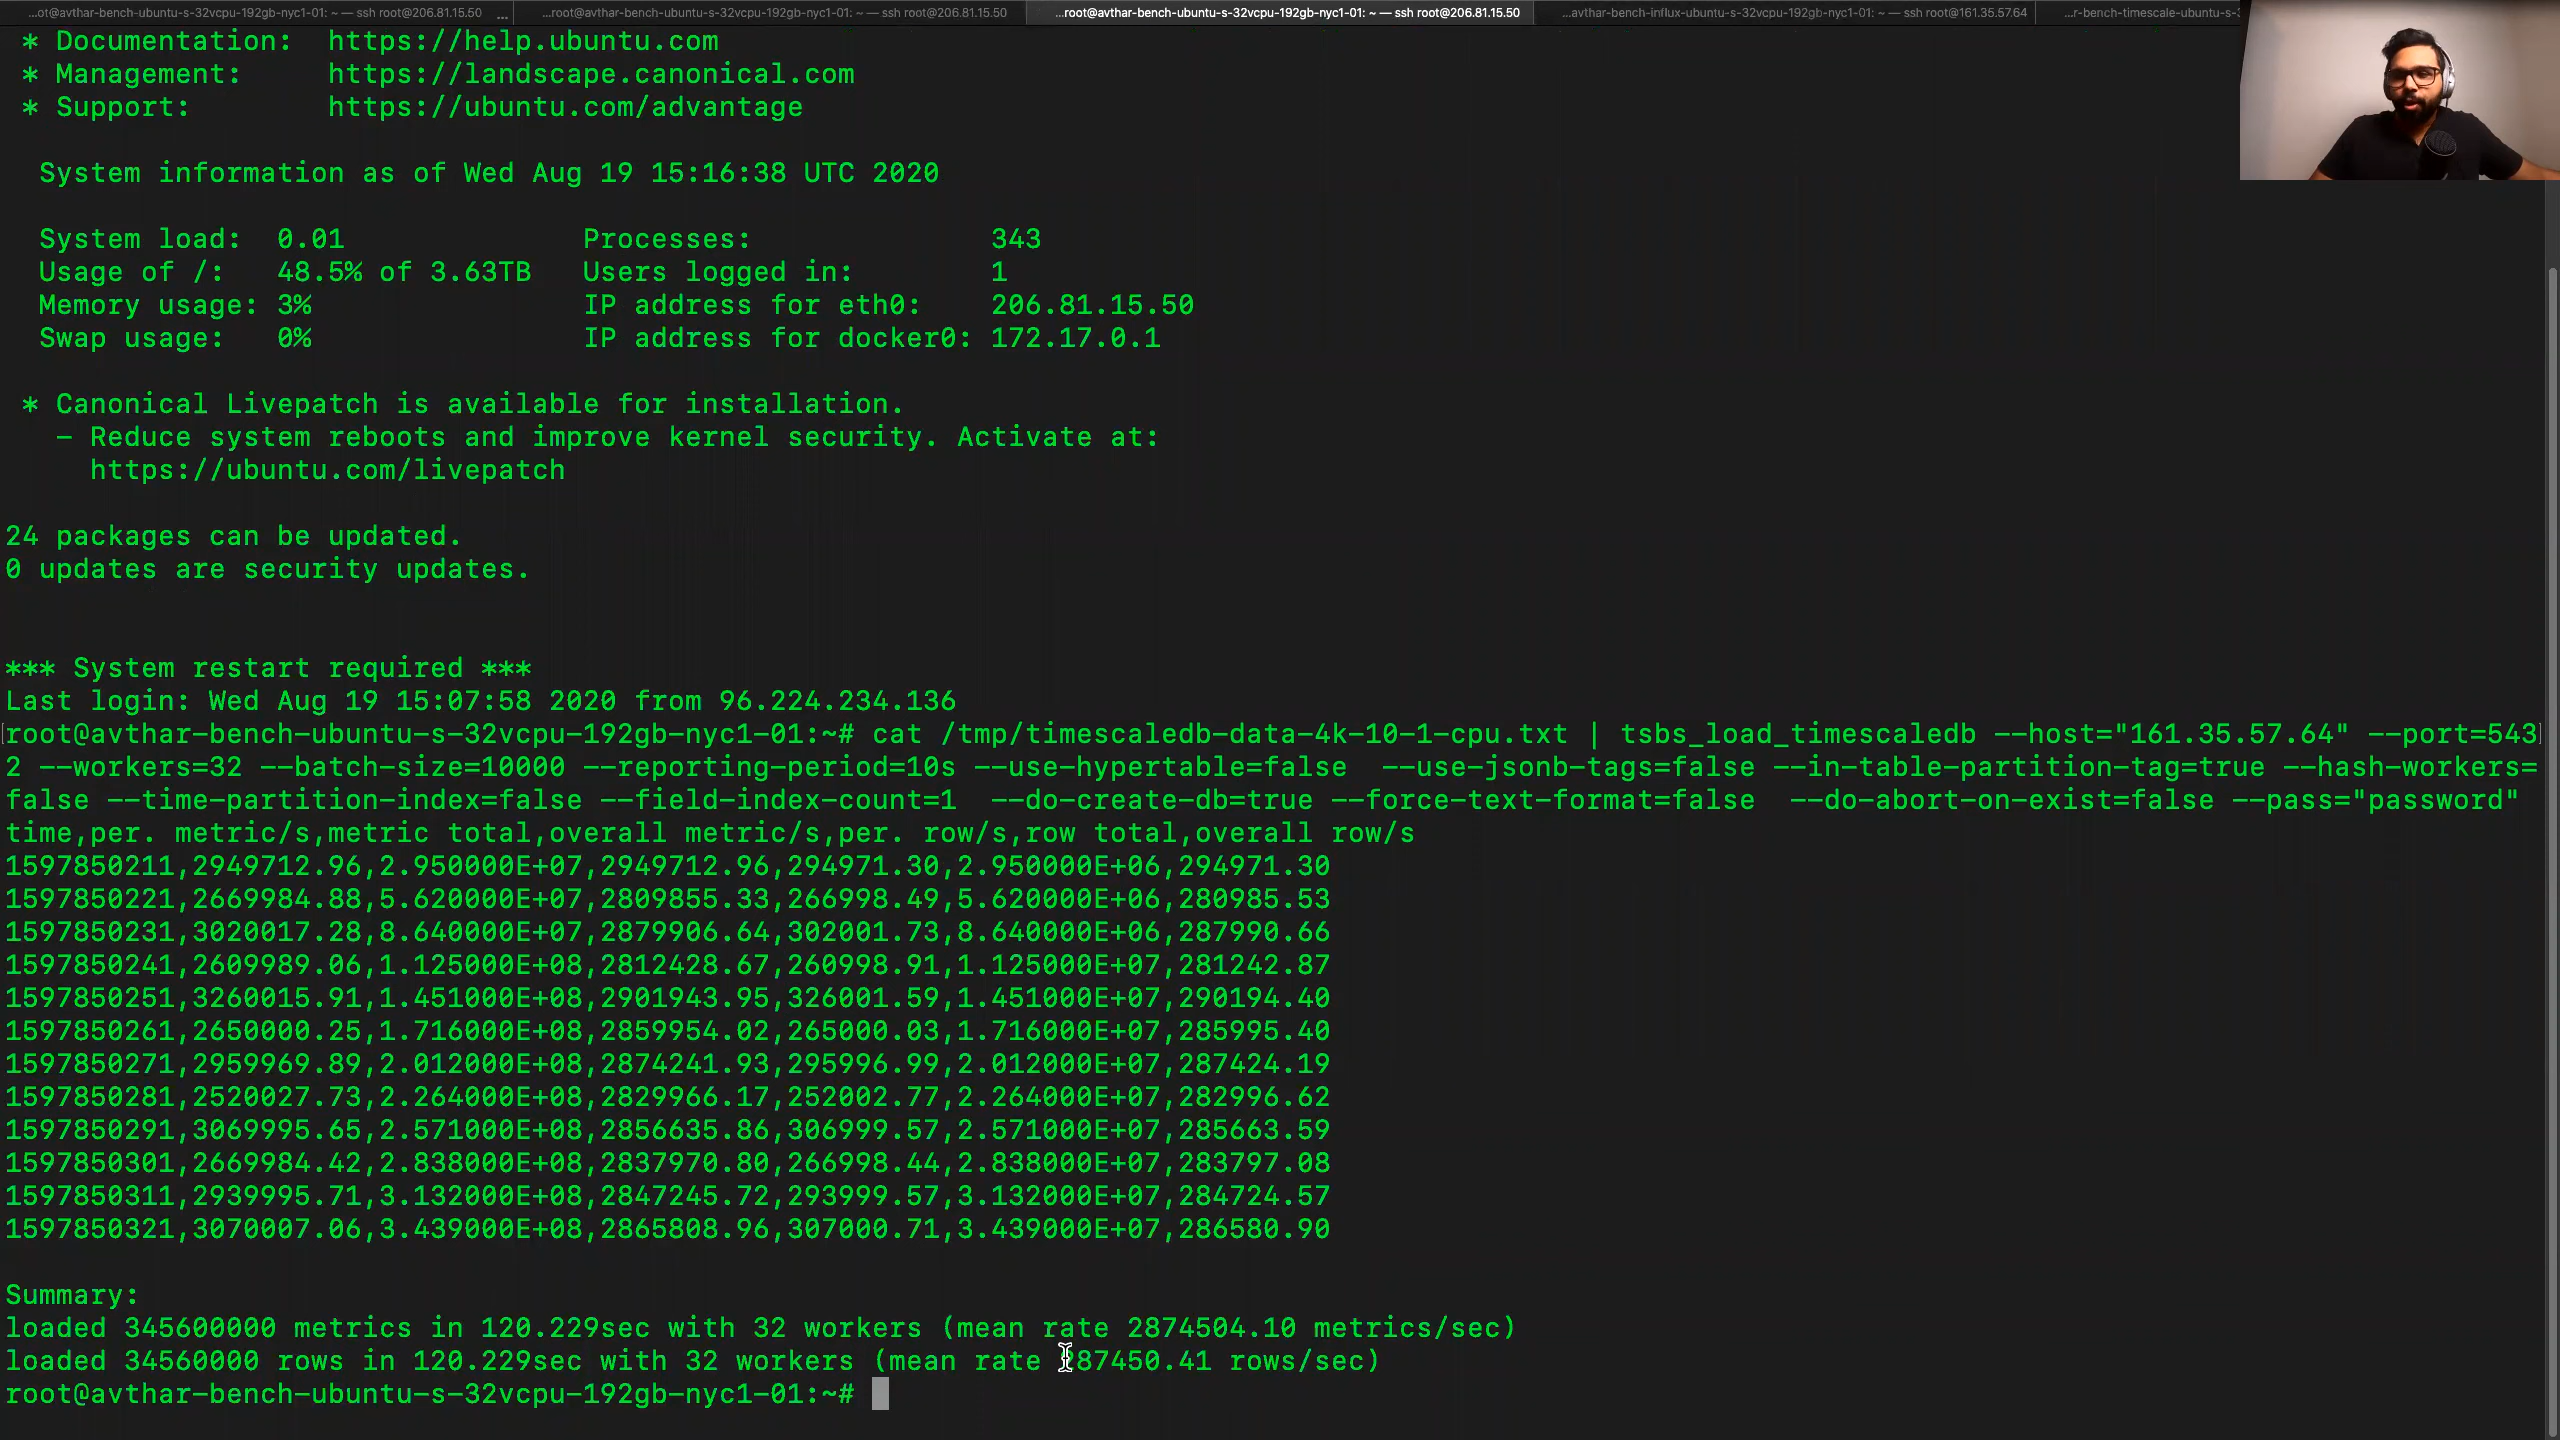 ...ot@avthar-bench-ubuntu-s-32vcpu-192gb-nyc1-01: ~ — ssh root@206.81.15.50 ...
...root@avthar-bench-ubuntu-s-32vcpu-192gb-nyc1-01: ~ — ssh root@206.81.15.50
...root@avthar-bench-ubuntu-s-32vcpu-192gb-nyc1-01: ~ — ssh root@206.81.15.50
...avthar-bench-influx-ubuntu-s-32vcpu-192gb-nyc1-01: ~ — ssh root@161.35.57.64
...r-bench-timescale-ubuntu-s-3
* Documentation: https://help.ubuntu.com
* Management: https://landscape.canonical.com
* Support: https://ubuntu.com/advantage
System information as of Wed Aug 19 15:16:38 UTC 2020
System load: 0.01 Processes: 343
Usage of /: 48.5% of 3.63TB Users logged in: 1
Memory usage: 3% IP address for eth0: 206.81.15.50
Swap usage: 0% IP address for docker0: 172.17.0.1
* Canonical Livepatch is available for installation.
- Reduce system reboots and improve kernel security. Activate at:
https://ubuntu.com/livepatch
24 packages can be updated.
0 updates are security updates.
*** System restart required ***
Last login: Wed Aug 19 15:07:58 2020 from 96.224.234.136
[root@avthar-bench-ubuntu-s-32vcpu-192gb-nyc1-01:~# cat /tmp/timescaledb-data-4k-10-1-cpu.txt | tsbs_load_timescaledb --host="161.35.57.64" --port=543]
2 --workers=32 --batch-size=10000 --reporting-period=10s --use-hypertable=false --use-jsonb-tags=false --in-table-partition-tag=true --hash-workers=
false --time-partition-index=false --field-index-count=1 --do-create-db=true --force-text-format=false --do-abort-on-exist=false --pass="password"
time,per. metric/s,metric total,overall metric/s,per. row/s,row total,overall row/s
1597850211,2949712.96,2.950000E+07,2949712.96,294971.30,2.950000E+06,294971.30
1597850221,2669984.88,5.620000E+07,2809855.33,266998.49,5.620000E+06,280985.53
1597850231,3020017.28,8.640000E+07,2879906.64,302001.73,8.640000E+06,287990.66
1597850241,2609989.06,1.125000E+08,2812428.67,260998.91,1.125000E+07,281242.87
1597850251,3260015.91,1.451000E+08,2901943.95,326001.59,1.451000E+07,290194.40
1597850261,2650000.25,1.716000E+08,2859954.02,265000.03,1.716000E+07,285995.40
1597850271,2959969.89,2.012000E+08,2874241.93,295996.99,2.012000E+07,287424.19
1597850281,2520027.73,2.264000E+08,2829966.17,252002.77,2.264000E+07,282996.62
1597850291,3069995.65,2.571000E+08,2856635.86,306999.57,2.571000E+07,285663.59
1597850301,2669984.42,2.838000E+08,2837970.80,266998.44,2.838000E+07,283797.08
1597850311,2939995.71,3.132000E+08,2847245.72,293999.57,3.132000E+07,284724.57
1597850321,3070007.06,3.439000E+08,2865808.96,307000.71,3.439000E+07,286580.90
Summary:
loaded 345600000 metrics in 120.229sec with 32 workers (mean rate 2874504.10 metrics/sec)
loaded 34560000 rows in 120.229sec with 32 workers (mean rate 287450.41 rows/sec)
root@avthar-bench-ubuntu-s-32vcpu-192gb-nyc1-01:~#